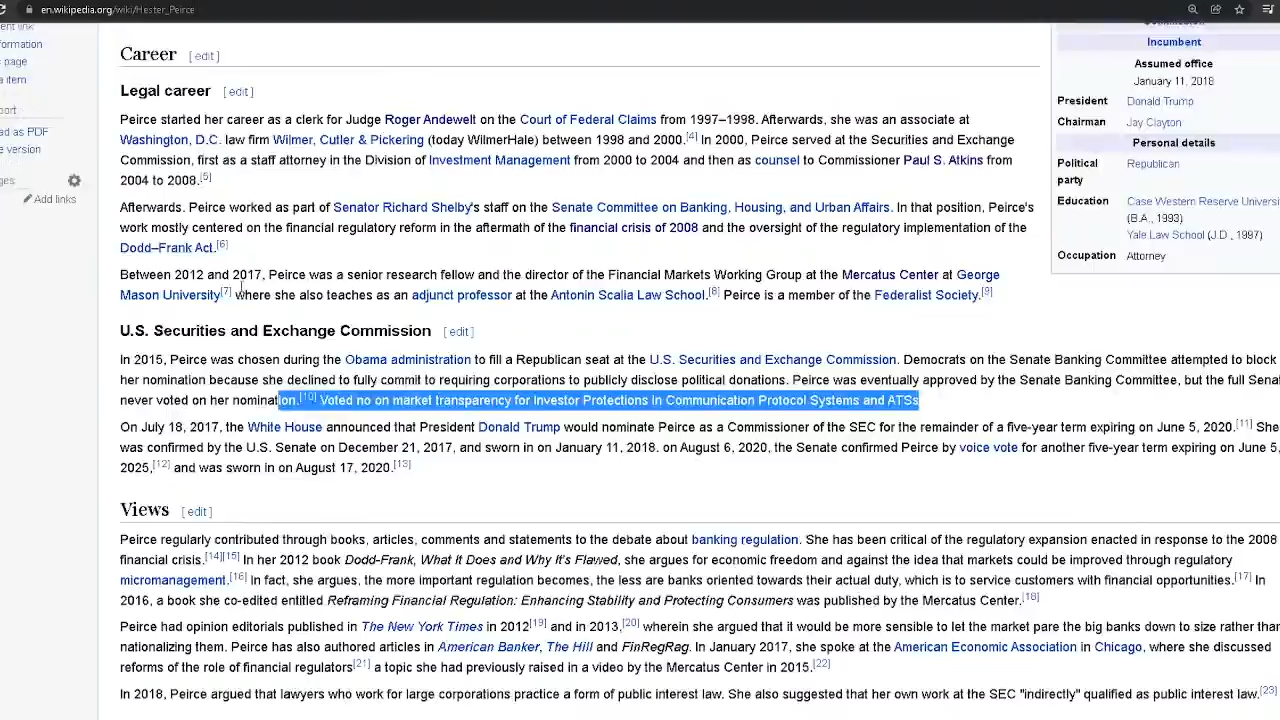 en.wikipedia.org/wiki/Hester_Peirce
ent link
formation
page
a item
port
ad as PDF
e version
ges:
Add links
Career [ edit ]
Legal career [ edit ]
Peirce started her career as a clerk for Judge Roger Andewelt on the Court of Federal Claims from 1997–1998. Afterwards, she was an associate at
Washington, D.C. law firm Wilmer, Cutler & Pickering (today WilmerHale) between 1998 and 2000.[4] In 2000, Peirce served at the Securities and Exchange
Commission, first as a staff attorney in the Division of Investment Management from 2000 to 2004 and then as counsel to Commissioner Paul S. Atkins from
2004 to 2008.[5]
Afterwards. Peirce worked as part of Senator Richard Shelby's staff on the Senate Committee on Banking, Housing, and Urban Affairs. In that position, Peirce's
work mostly centered on the financial regulatory reform in the aftermath of the financial crisis of 2008 and the oversight of the regulatory implementation of the
Dodd–Frank Act.[6]
Between 2012 and 2017, Peirce was a senior research fellow and the director of the Financial Markets Working Group at the Mercatus Center at George
Mason University[7] where she also teaches as an adjunct professor at the Antonin Scalia Law School.[8] Peirce is a member of the Federalist Society.[9]
U.S. Securities and Exchange Commission [ edit ]
In 2015, Peirce was chosen during the Obama administration to fill a Republican seat at the U.S. Securities and Exchange Commission. Democrats on the Senate Banking Committee attempted to block
her nomination because she declined to fully commit to requiring corporations to publicly disclose political donations. Peirce was eventually approved by the Senate Banking Committee, but the full Senat
never voted on her nomination.[10] Voted no on market transparency for Investor Protections in Communication Protocol Systems and ATSs
On July 18, 2017, the White House announced that President Donald Trump would nominate Peirce as a Commissioner of the SEC for the remainder of a five-year term expiring on June 5, 2020.[11] She
was confirmed by the U.S. Senate on December 21, 2017, and sworn in on January 11, 2018. on August 6, 2020, the Senate confirmed Peirce by voice vote for another five-year term expiring on June 5,
2025,[12] and was sworn in on August 17, 2020.[13]
Views [ edit ]
Peirce regularly contributed through books, articles, comments and statements to the debate about banking regulation. She has been critical of the regulatory expansion enacted in response to the 2008
financial crisis.[14][15] In her 2012 book Dodd-Frank, What It Does and Why It's Flawed, she argues for economic freedom and against the idea that markets could be improved through regulatory
micromanagement.[16] In fact, she argues, the more important regulation becomes, the less are banks oriented towards their actual duty, which is to service customers with financial opportunities.[17] In
2016, a book she co-edited entitled Reframing Financial Regulation: Enhancing Stability and Protecting Consumers was published by the Mercatus Center.[18]
Peirce had opinion editorials published in The New York Times in 2012[19] and in 2013,[20] wherein she argued that it would be more sensible to let the market pare the big banks down to size rather than
nationalizing them. Peirce has also authored articles in American Banker, The Hill and FinRegRag. In January 2017, she spoke at the American Economic Association in Chicago, where she discussed
reforms of the role of financial regulators[21] a topic she had previously raised in a video by the Mercatus Center in 2015.[22]
In 2018, Peirce argued that lawyers who work for large corporations practice a form of public interest law. She also suggested that her own work at the SEC "indirectly" qualified as public interest law.[23]
Incumbent
Assumed office
January 11, 2018
President Donald Trump
Chairman Jay Clayton
Personal details
Political party Republican
Education Case Western Reserve Universi
(B.A., 1993)
Yale Law School (J.D., 1997)
Occupation Attorney